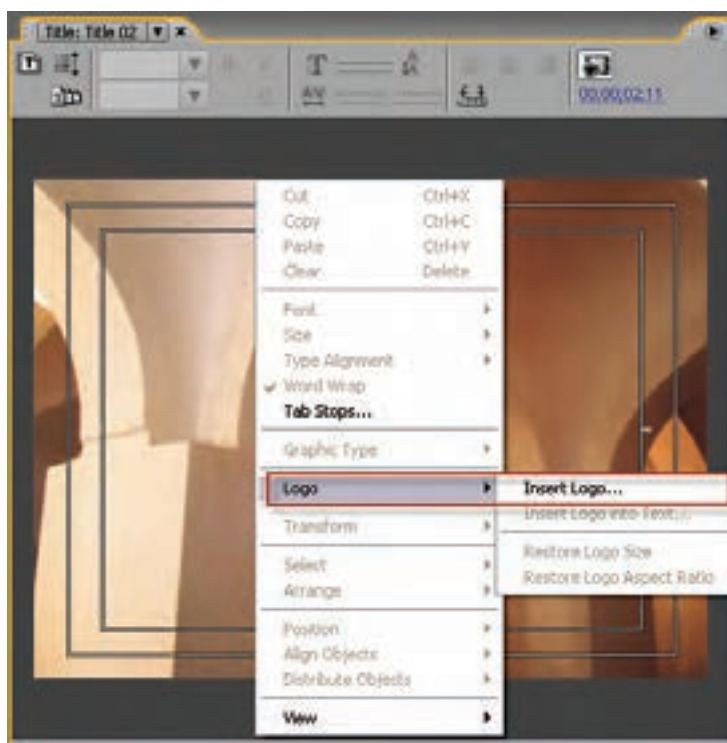 Title: Title 02
00;00;02;11
Cut Ctrl+X
Copy Ctrl+C
Paste Ctrl+V
Clear Delete
Font
Size
Type Alignment
Word Wrap
Tab Stops...
Graphic Type
Logo
Insert Logo...
Insert Logo into Text...
Transform
Restore Logo Size
Select
Restore Logo Aspect Ratio
Arrange
Position
Align Objects
Distribute Objects
View